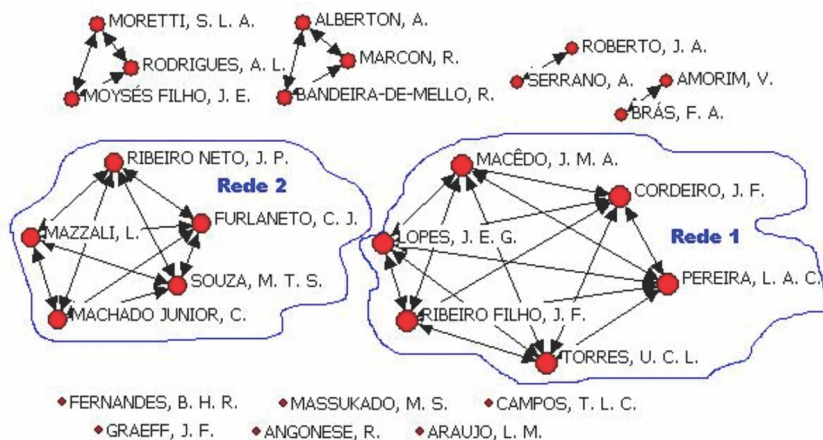 MORETTI, S. L. A.
RODRIGUES, A. L.
MOYSÉS FILHO, J. E.
ALBERTON, A.
MARCON, R.
BANDEIRA-DE-MELLO, R.
ROBERTO, J. A.
SERRANO, A.
AMORIM, V.
BRÁS, F. A.
RIBEIRO NETO, J. P.
Rede 2
FURLANETO, C. J.
MAZZALI, L.
SOUZA, M. T. S.
MACHADO JUNIOR, C.
MACÊDO, J. M. A.
CORDEIRO, J. F.
LOPES, J. E. G.
Rede 1
PEREIRA, L. A. C.
RIBEIRO FILHO, J. F.
TORRES, U. C. L.
FERNANDES, B. H. R.
MASSUKADO, M. S.
CAMPOS, T. L. C.
GRAEFF, J. F.
ANGONESE, R.
ARAUJO, L. M.